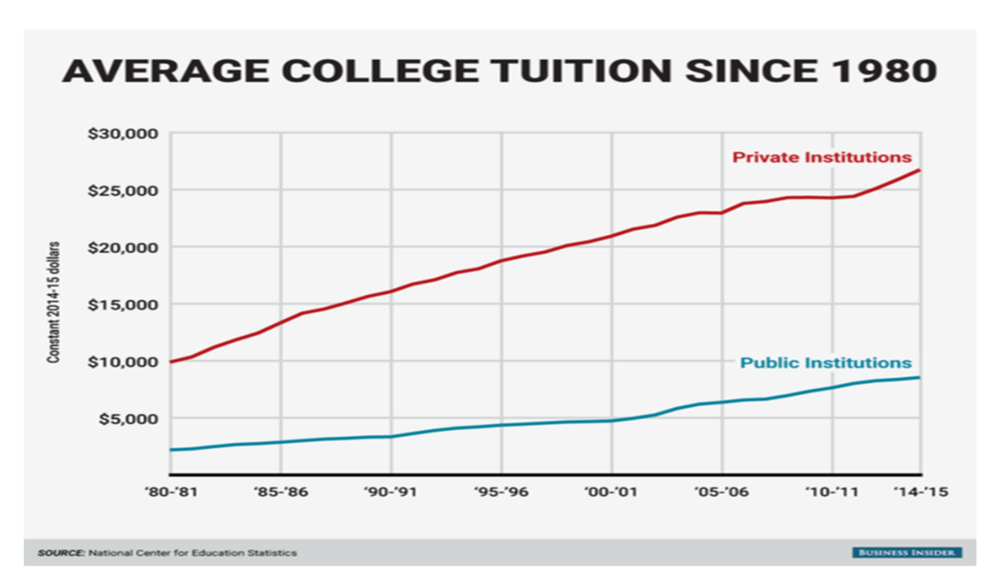 AVERAGE COLLEGE TUITION SINCE 1980
$30,000
Private Institutions
$25,000
$20,000
Constant 2014-15 dollars
$15,000
$10,000
Public Institutions
$5,000
‘80-‘81 ‘85-‘86 ‘90-‘91 ‘95-‘96 ‘00-‘01 ‘05-‘06 ‘10-‘11 ‘14-‘15
SOURCE: National Center for Education Statistics
BUSINESS INSIDER